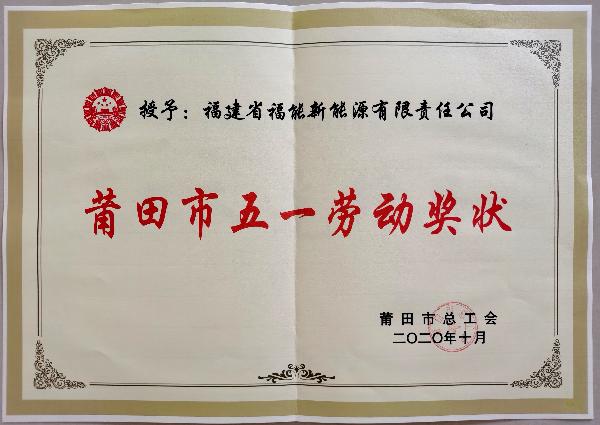 授予：福建省福能新能源有限责任公司
莆田市五一劳动奖状
莆田市总工会
二〇二〇年十月